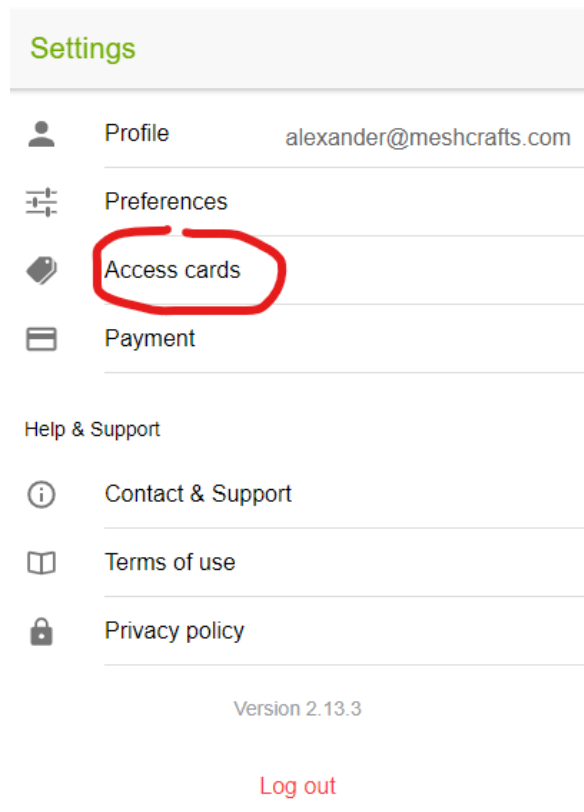 Settings
Profile alexander@meshcrafts.com
Preferences
Access cards
Payment
Help & Support
Contact & Support
Terms of use
Privacy policy
Version 2.13.3
Log out